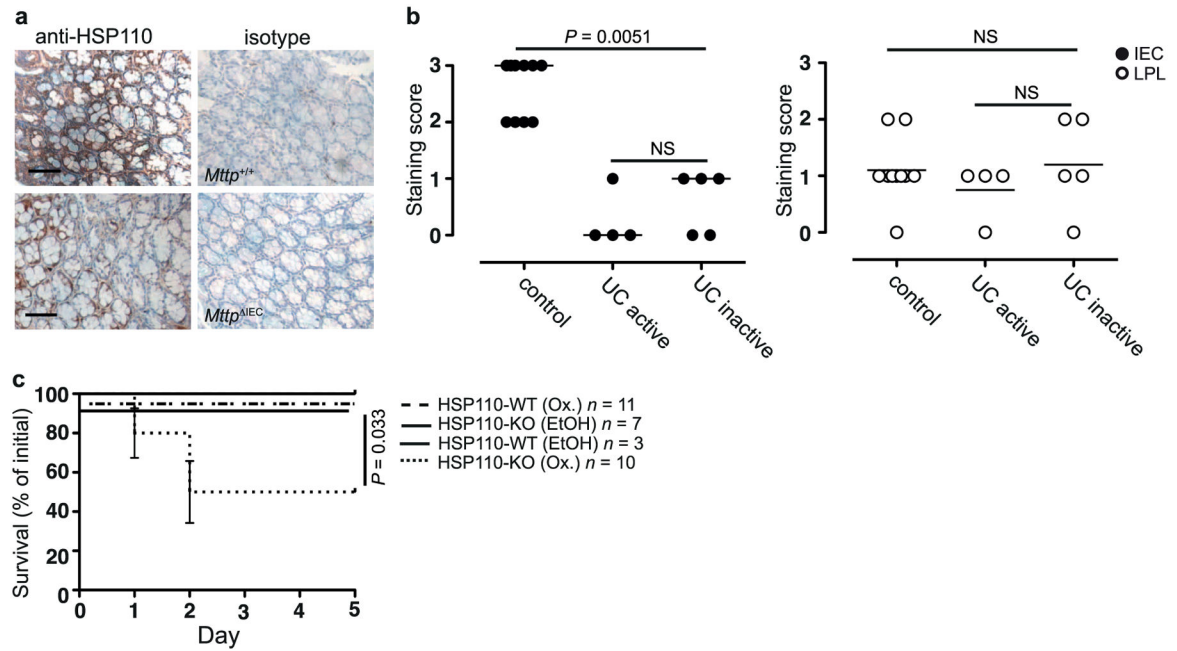 a
anti-HSP110
isotype
Mttp+/+
MttpΔIEC
b
P = 0.0051
NS
Staining score
3
2
1
0
control
UC active
UC inactive
NS
NS
Staining score
3
2
1
0
control
UC active
UC inactive
IEC
LPL
c
Survival (% of initial)
100
80
60
40
20
0
0 1 2 3 4 5
Day
P = 0.033
HSP110-WT (Ox.) n = 11
HSP110-KO (EtOH) n = 7
HSP110-WT (EtOH) n = 3
HSP110-KO (Ox.) n = 10